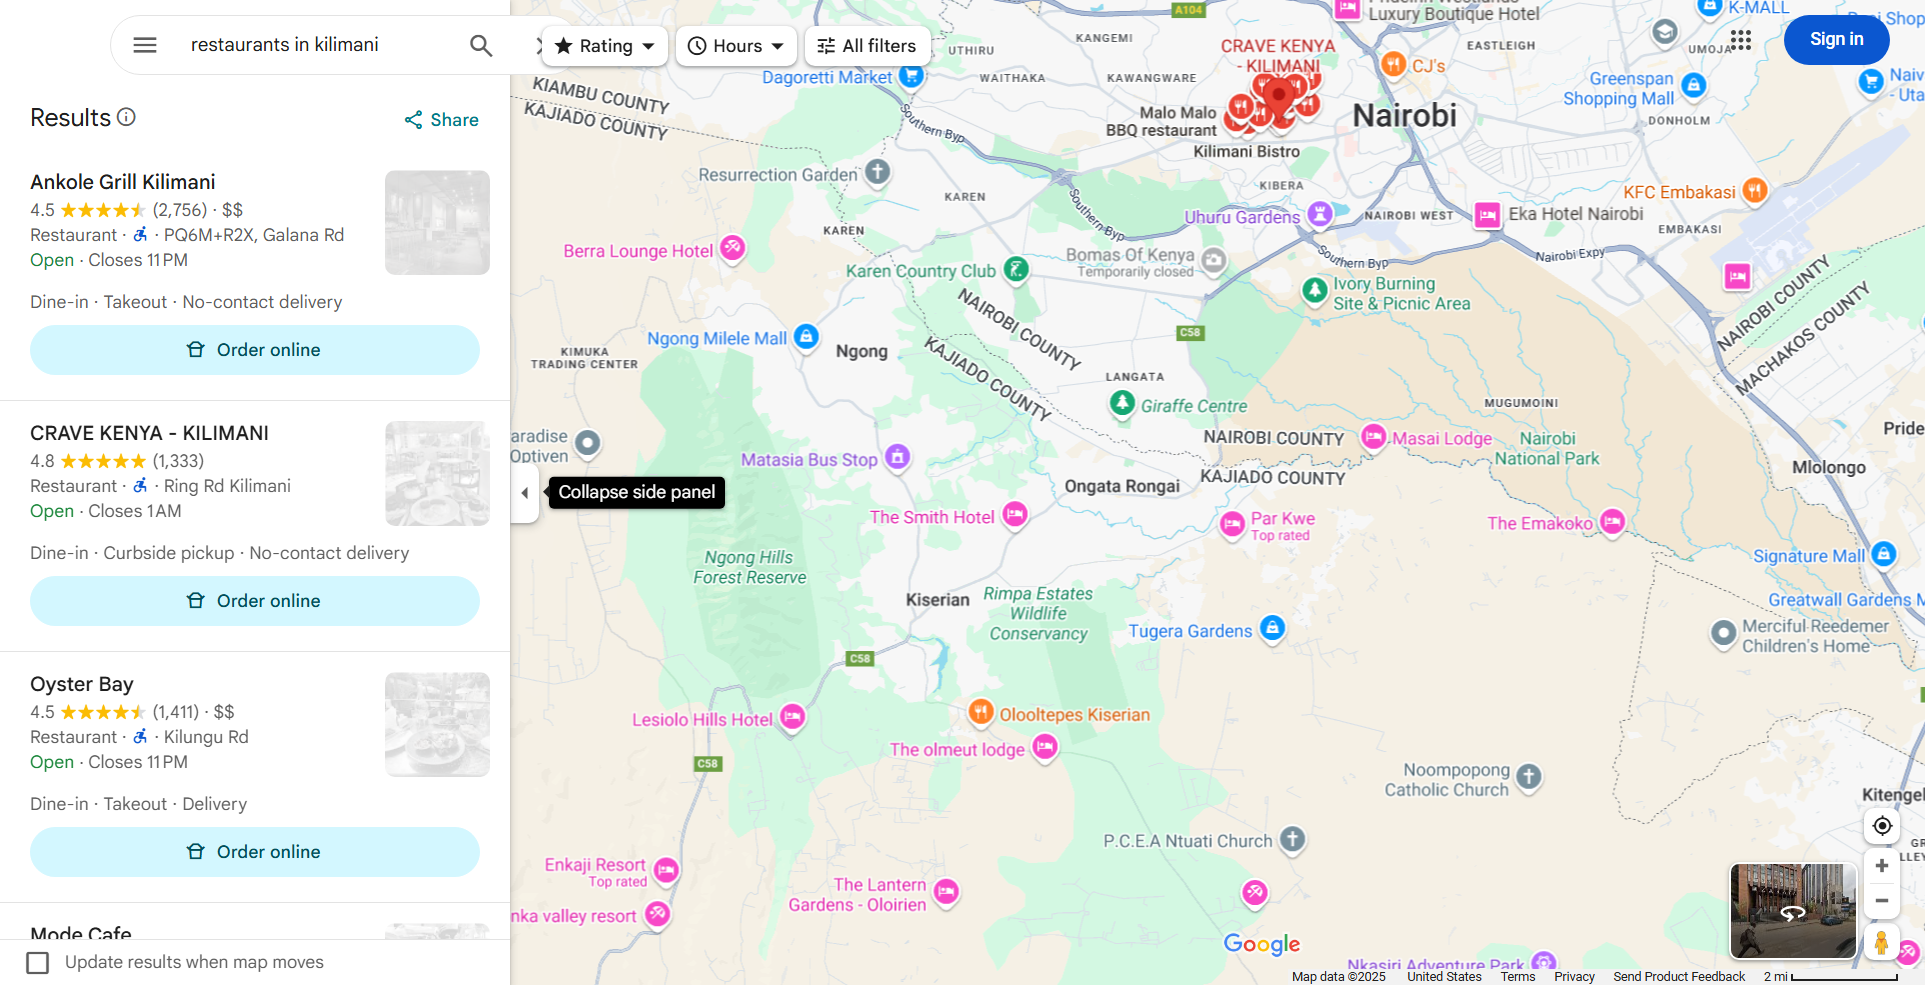 restaurants in kilimani
Rating
Hours
All filters
Sign in
Results
Share
Ankole Grill Kilimani
4.5 (2,756) · $$
Restaurant · · PQ6M+R2X, Galana Rd
Open · Closes 11 PM
Dine-in · Takeout · No-contact delivery
Order online
CRAVE KENYA - KILIMANI
4.8 (1,333)
Restaurant · · Ring Rd Kilimani
Open · Closes 1 AM
Dine-in · Curbside pickup · No-contact delivery
Order online
Oyster Bay
4.5 (1,411) · $$
Restaurant · · Kilungu Rd
Open · Closes 11 PM
Dine-in · Takeout · Delivery
Order online
Mode Cafe
Update results when map moves
Collapse side panel
A104
Luxury Boutique Hotel
K-MALL
KANGEMI
UTHIRU
CRAVE KENYA
- KILIMANI
EASTLEIGH
UMOJA
CJ's
Dagoretti Market
WAITHAKA
KAWANGWARE
Greenspan
Shopping Mall
KIAMBU COUNTY
KAJIADO COUNTY
Southern Byp
Malo Malo
BBQ restaurant
Nairobi
DONHOLM
Kilimani Bistro
Resurrection Garden
KAREN
KIBERA
KFC Embakasi
Southern Byp
Uhuru Gardens
NAIROBI WEST
Eka Hotel Nairobi
KAREN
EMBAKASI
Berra Lounge Hotel
Bomas Of Kenya
Temporarily closed
Southern Byp
Nairobi Expy
Karen Country Club
Ivory Burning
Site & Picnic Area
NAIROBI COUNTY
MACHAKOS COUNTY
NAIROBI COUNTY
KAJIADO COUNTY
C58
Ngong Milele Mall
Ngong
KIMUKA
TRADING CENTER
LANGATA
Giraffe Centre
MUGUMOINI
NAIROBI COUNTY
KAJIADO COUNTY
Masai Lodge
Nairobi
National Park
Pride
Mlolongo
aradise
Optiven
Matasia Bus Stop
Ongata Rongai
The Smith Hotel
Par Kwe
Top rated
The Emakoko
Signature Mall
Ngong Hills
Forest Reserve
Kiserian
Rimpa Estates
Wildlife
Conservancy
Greatwall Gardens
Tugera Gardens
Merciful Redeemer
Children's Home
C58
Lesiolo Hills Hotel
Olooltepes Kiserian
The olmeut lodge
C58
Noompopong
Catholic Church
Kitengel
P.C.E.A Ntuati Church
Enkaji Resort
Top rated
The Lantern
Gardens - Oloirien
nka valley resort
Google
Nkasiri Adventure Park
Map data ©2025 United States Terms Privacy Send Product Feedback 2 mi